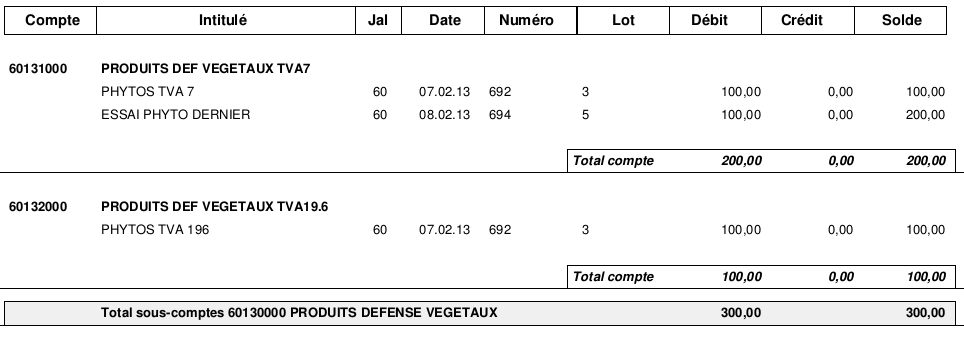 Compte Intitulé Jal Date Numéro Lot Débit Crédit Solde
60131000 PRODUITS DEF VEGETAUX TVA7
PHYTOS TVA 7 60 07.02.13 692 3 100,00 0,00 100,00
ESSAI PHYTO DERNIER 60 08.02.13 694 5 100,00 0,00 200,00
Total compte 200,00 0,00 200,00
60132000 PRODUITS DEF VEGETAUX TVA19.6
PHYTOS TVA 196 60 07.02.13 692 3 100,00 0,00 100,00
Total compte 100,00 0,00 100,00
Total sous-comptes 60130000 PRODUITS DEFENSE VEGETAUX 300,00 300,00